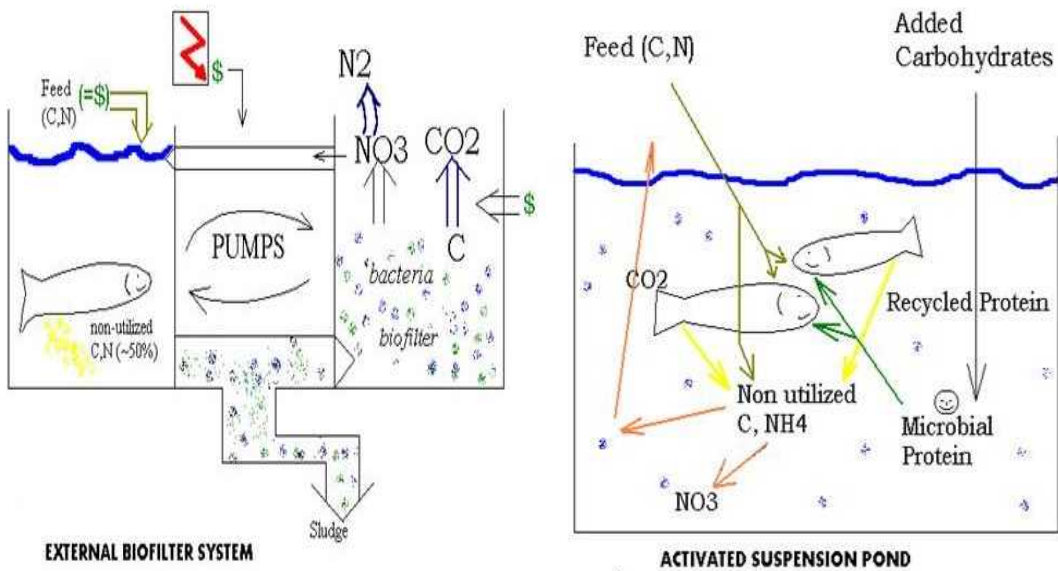 Feed (=$)
(C,N)
$
N2
NO3
CO2
$
C
PUMPS
bacteria
biofilter
non-utilized
C,N (~50%)
Sludge
EXTERNAL BIOFILTER SYSTEM
Feed (C,N)
Added
Carbohydrates
CO2
Recycled Protein
Non utilized
C, NH4
Microbial
Protein
NO3
ACTIVATED SUSPENSION POND